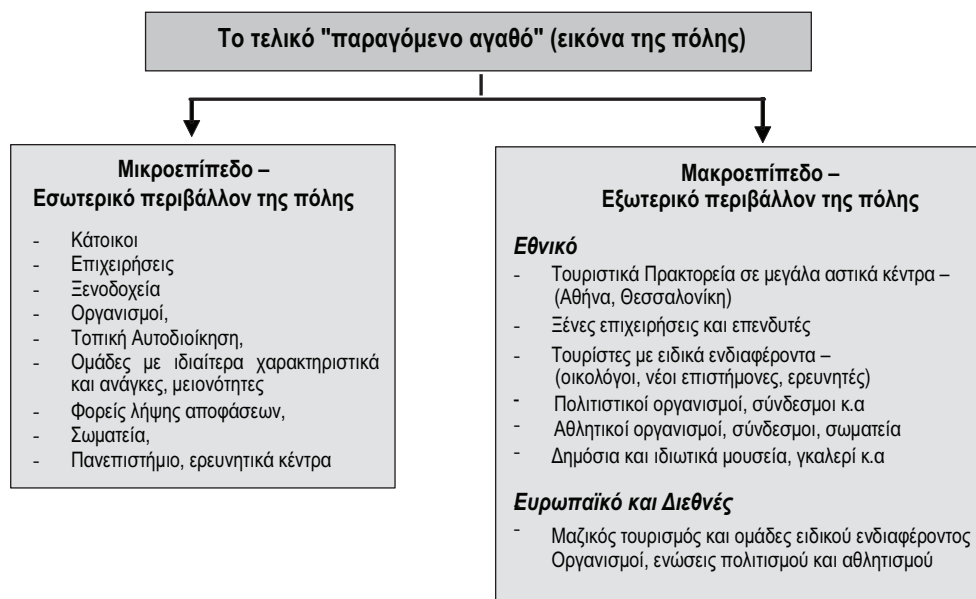 Το τελικό "παραγόμενο αγαθό" (εικόνα της πόλης)
Μικροεπίπεδο –
Εσωτερικό περιβάλλον της πόλης
- Κάτοικοι
- Επιχειρήσεις
- Ξενοδοχεία
- Οργανισμοί,
- Τοπική Αυτοδιοίκηση,
- Ομάδες με ιδιαίτερα χαρακτηριστικά
και ανάγκες, μειονότητες
- Φορείς λήψης αποφάσεων,
- Σωματεία,
- Πανεπιστήμιο, ερευνητικά κέντρα
Μακροεπίπεδο –
Εξωτερικό περιβάλλον της πόλης
Εθνικό
- Τουριστικά Πρακτορεία σε μεγάλα αστικά κέντρα –
(Αθήνα, Θεσσαλονίκη)
- Ξένες επιχειρήσεις και επενδυτές
- Τουρίστες με ειδικά ενδιαφέροντα –
(οικολόγοι, νέοι επιστήμονες, ερευνητές)
- Πολιτιστικοί οργανισμοί, σύνδεσμοι κ.α
- Αθλητικοί οργανισμοί, σύνδεσμοι, σωματεία
- Δημόσια και ιδιωτικά μουσεία, γκαλερί κ.α
Ευρωπαϊκό και Διεθνές
- Μαζικός τουρισμός και ομάδες ειδικού ενδιαφέροντος
Οργανισμοί, ενώσεις πολιτισμού και αθλητισμού